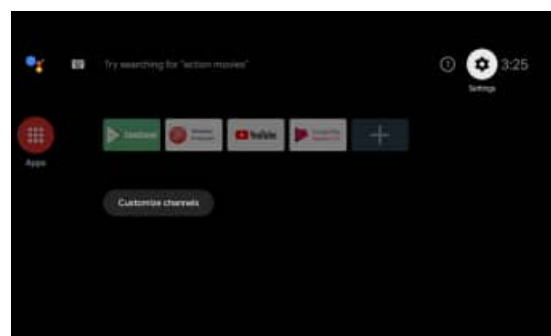 Try searching for "action movies"
3:25
Settings
Apps
YouTube
Customize channels